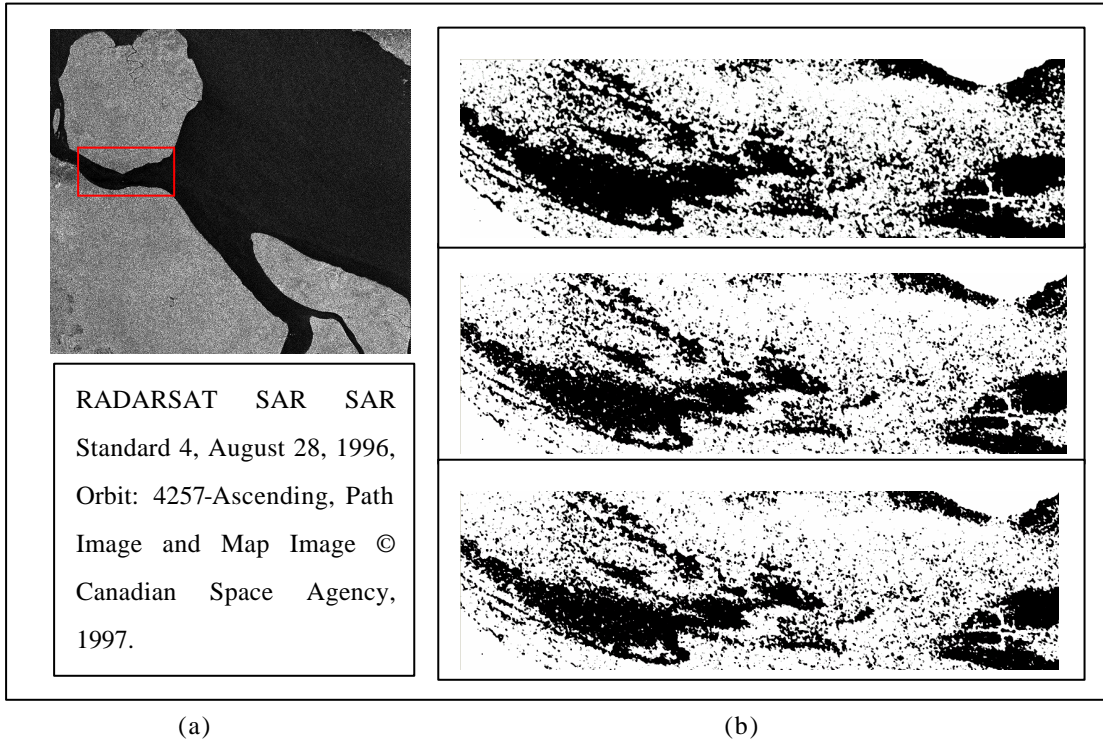 RADARSAT SAR SAR
Standard 4, August 28, 1996,
Orbit: 4257-Ascending, Path
Image and Map Image ©
Canadian Space Agency,
1997.
(a)
(b)